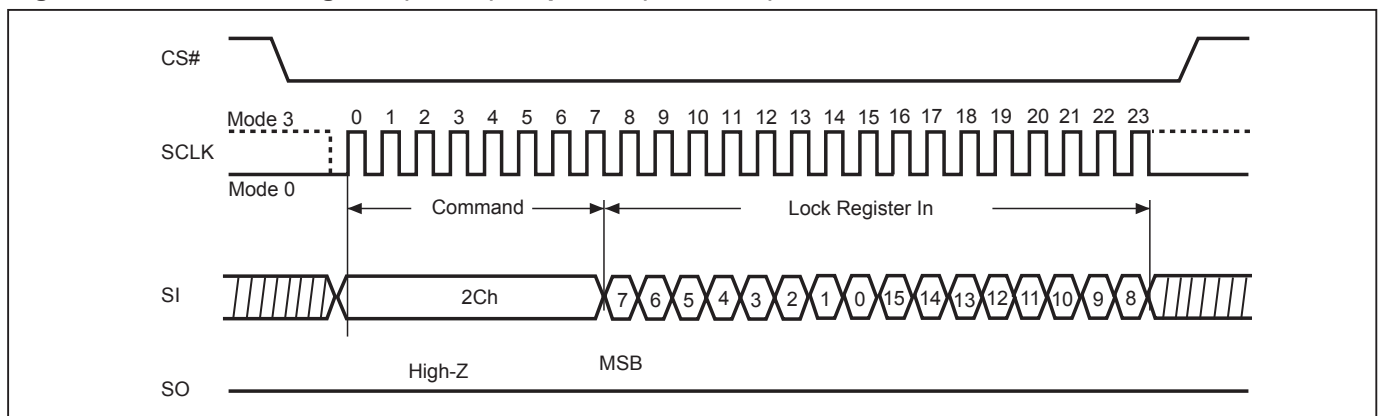 CS#
Mode 3 0 1 2 3 4 5 6 7 8 9 10 11 12 13 14 15 16 17 18 19 20 21 22 23
SCLK
Mode 0
Command Lock Register In
SI 2Ch 7 6 5 4 3 2 1 0 15 14 13 12 11 10 9 8
High-Z MSB
SO